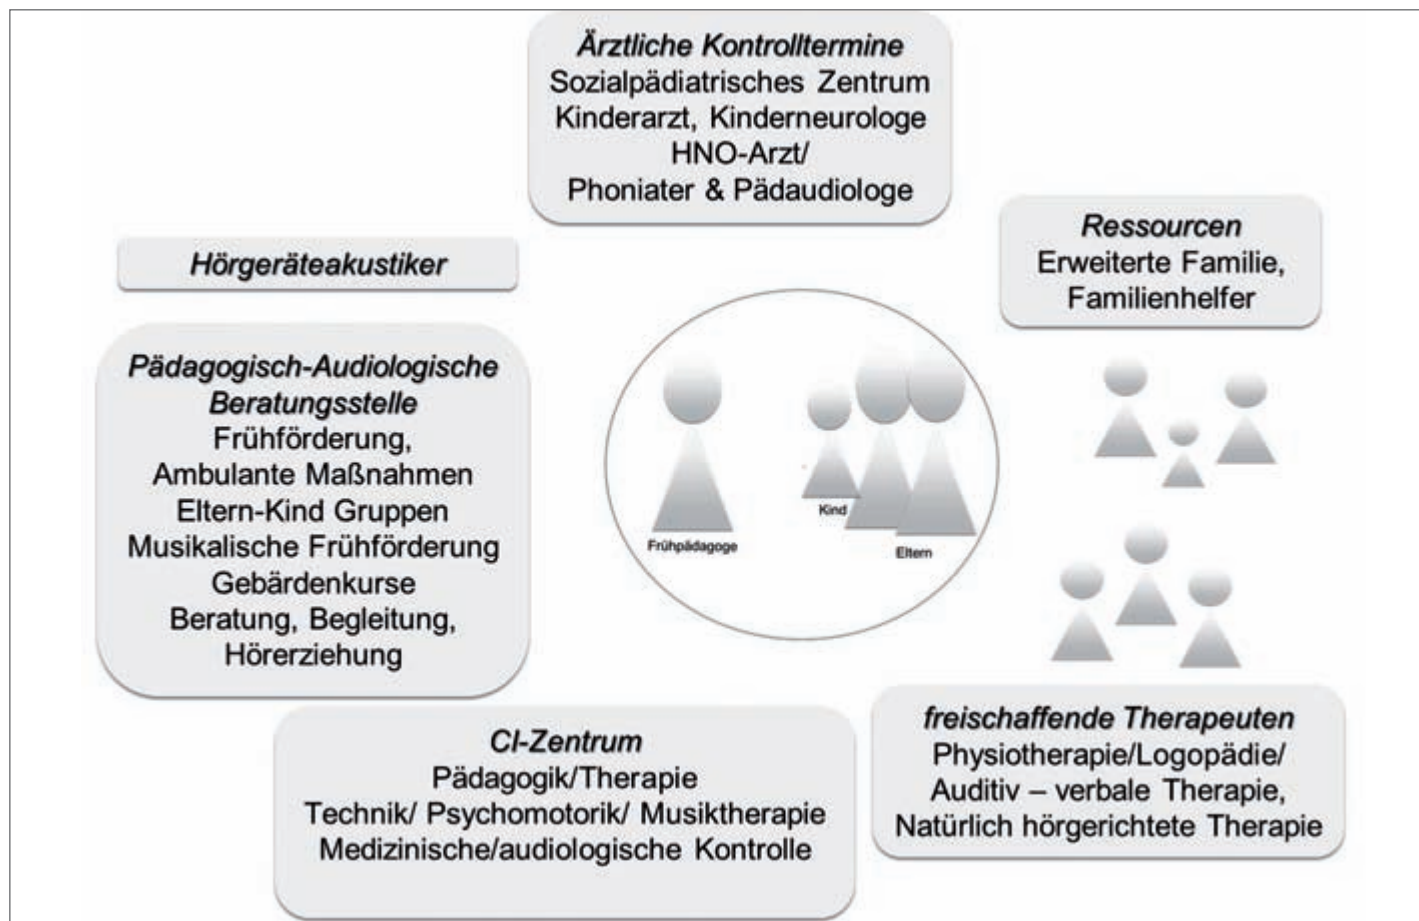 Ärztliche Kontrolltermine
Sozialpädiatrisches Zentrum
Kinderarzt, Kinderneurologe
HNO-Arzt/
Phoniater & Pädaudiologe
Hörgeräteakustiker
Ressourcen
Erweiterte Familie,
Familienhelfer
Pädagogisch-Audiologische
Beratungsstelle
Frühförderung,
Ambulante Maßnahmen
Eltern-Kind Gruppen
Musikalische Frühförderung
Gebärdenkurse
Beratung, Begleitung,
Hörerziehung
Frühpädagoge
Kind
Eltern
CI-Zentrum
Pädagogik/Therapie
Technik/ Psychomotorik/ Musiktherapie
Medizinische/audiologische Kontrolle
freischaffende Therapeuten
Physiotherapie/Logopädie/
Auditiv – verbale Therapie,
Natürlich hörgerichtete Therapie